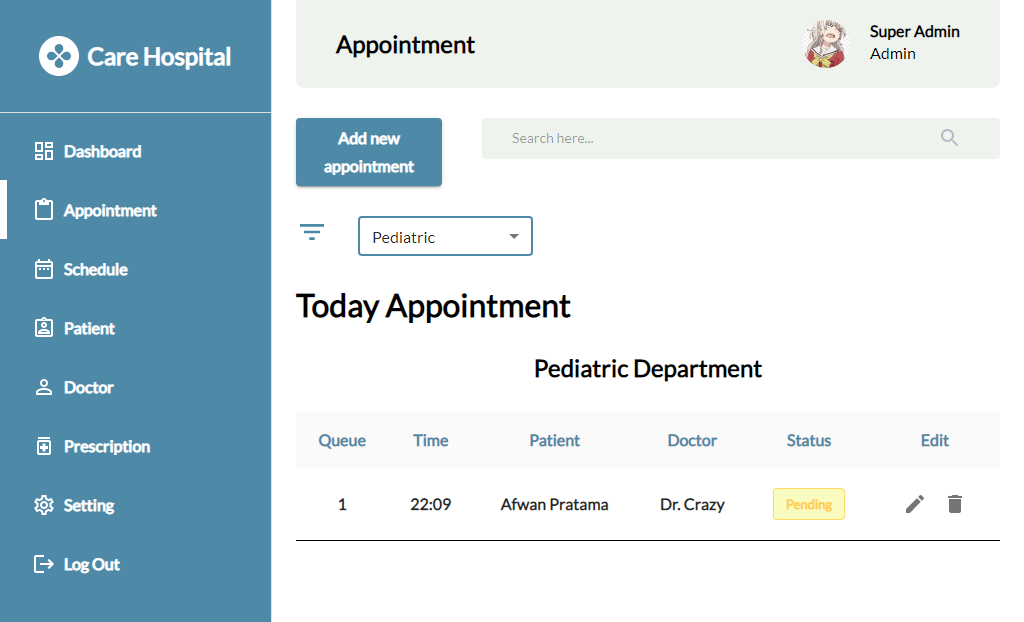 Care Hospital
Dashboard
Appointment
Schedule
Patient
Doctor
Prescription
Setting
Log Out
Appointment
Super Admin
Admin
Add new
appointment
Search here...
Pediatric
Today Appointment
Pediatric Department
Queue Time Patient Doctor Status Edit
1 22:09 Afwan Pratama Dr. Crazy Pending